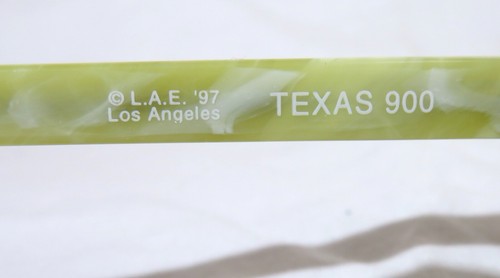 © L.A.E. '97
Los Angeles
TEXAS 900